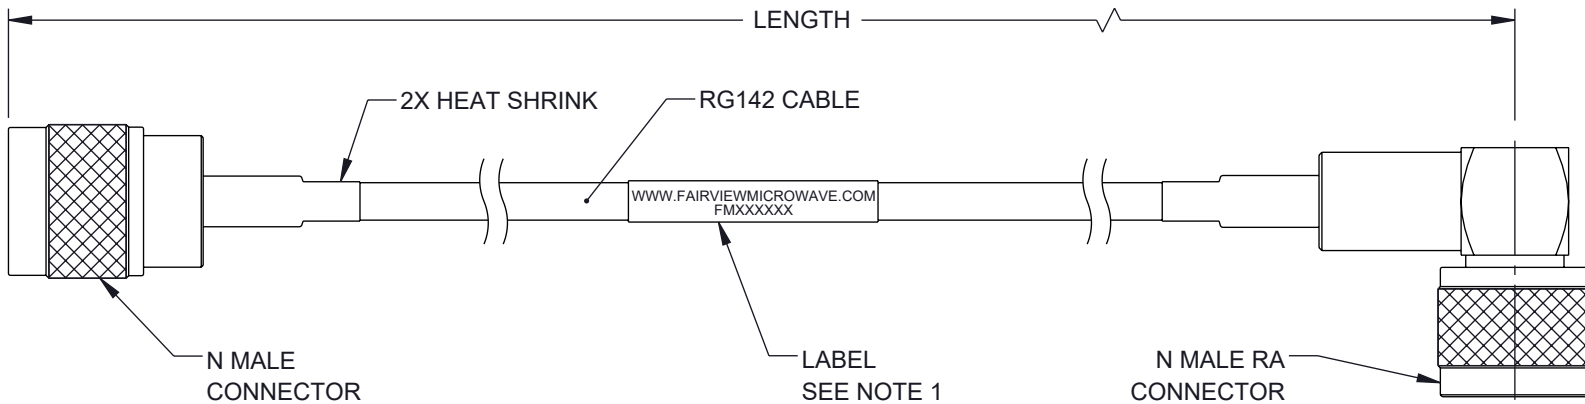 LENGTH
2X HEAT SHRINK
RG142 CABLE
WWW.FAIRVIEWMICROWAVE.COM
FMXXXXXX
N MALE
CONNECTOR
LABEL
SEE NOTE 1
N MALE RA
CONNECTOR